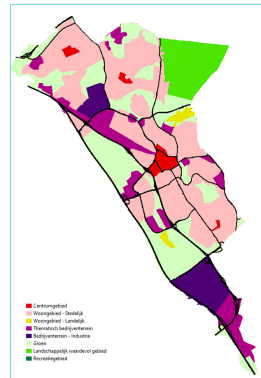 Centrumgebied
Woongebied - Stedelijk
Woongebied - Landelijk
Thematisch bedrijventerrein
Bedrijventerrein - Industrie
Groen
Landschappelijk waardevol gebied
Recreatiegebied